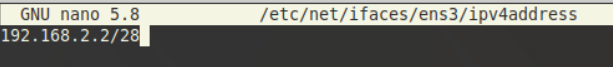 GNU nano 5.8 /etc/net/ifaces/ens3/ipv4address
192.168.2.2/28